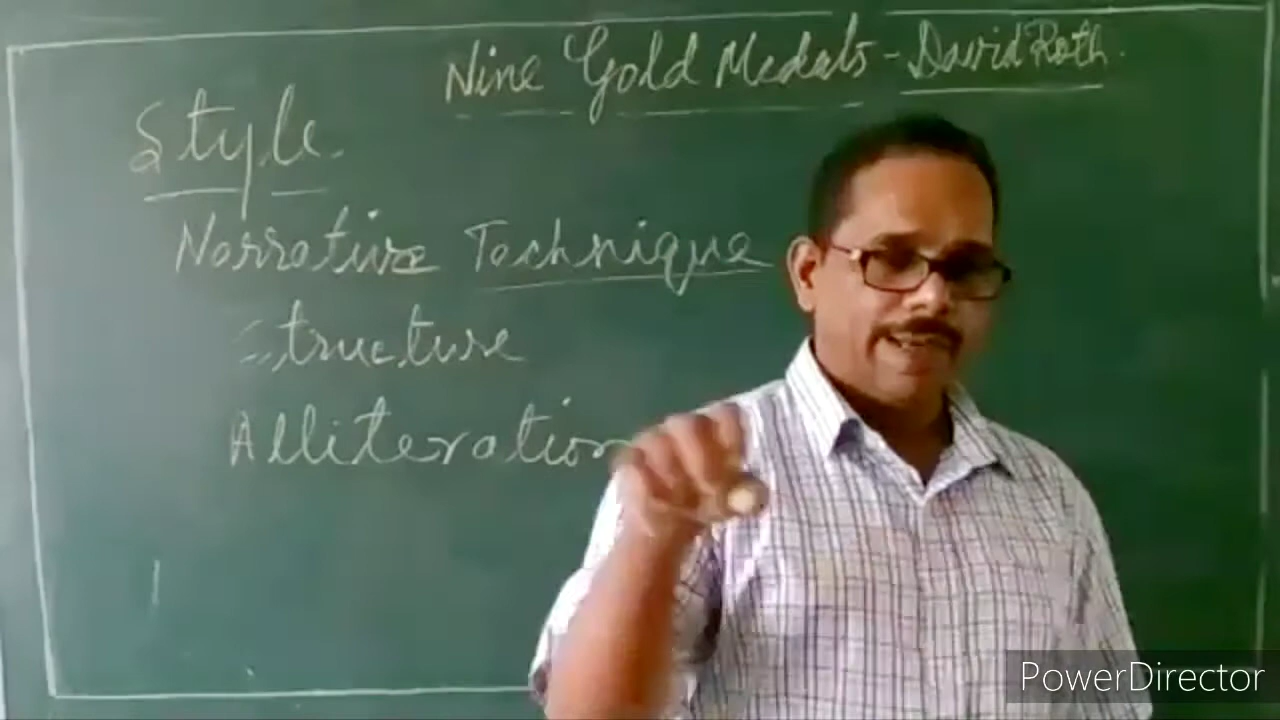 Nine Gold Medals - David Roth.
Style.
Narrative Technique
Structure
Alliteration
PowerDirector